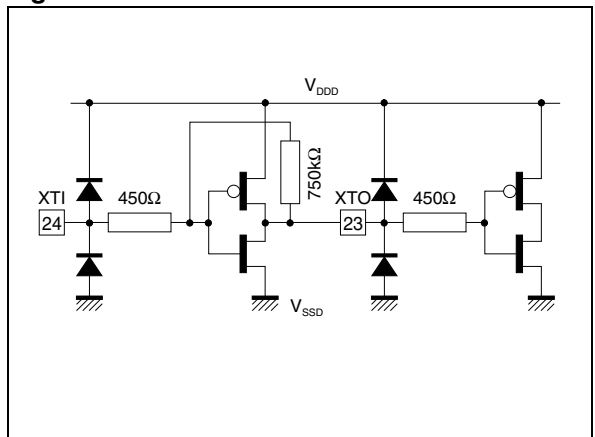 V_DDD
750kΩ
XTI
450Ω
XTO
450Ω
24
23
V_SSD